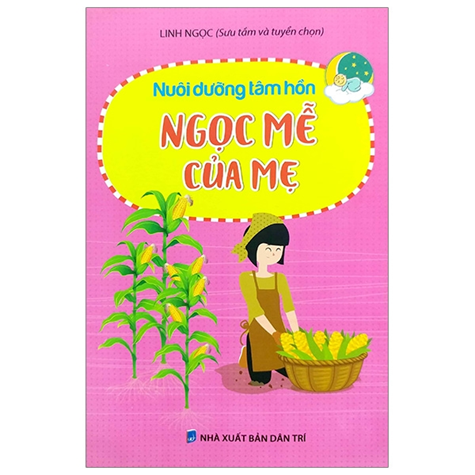 LINH NGỌC (Sưu tầm và tuyển chọn)
Nuôi dưỡng tâm hồn
NGỌC MỄ
CỦA MẸ
NHÀ XUẤT BẢN DÂN TRÍ